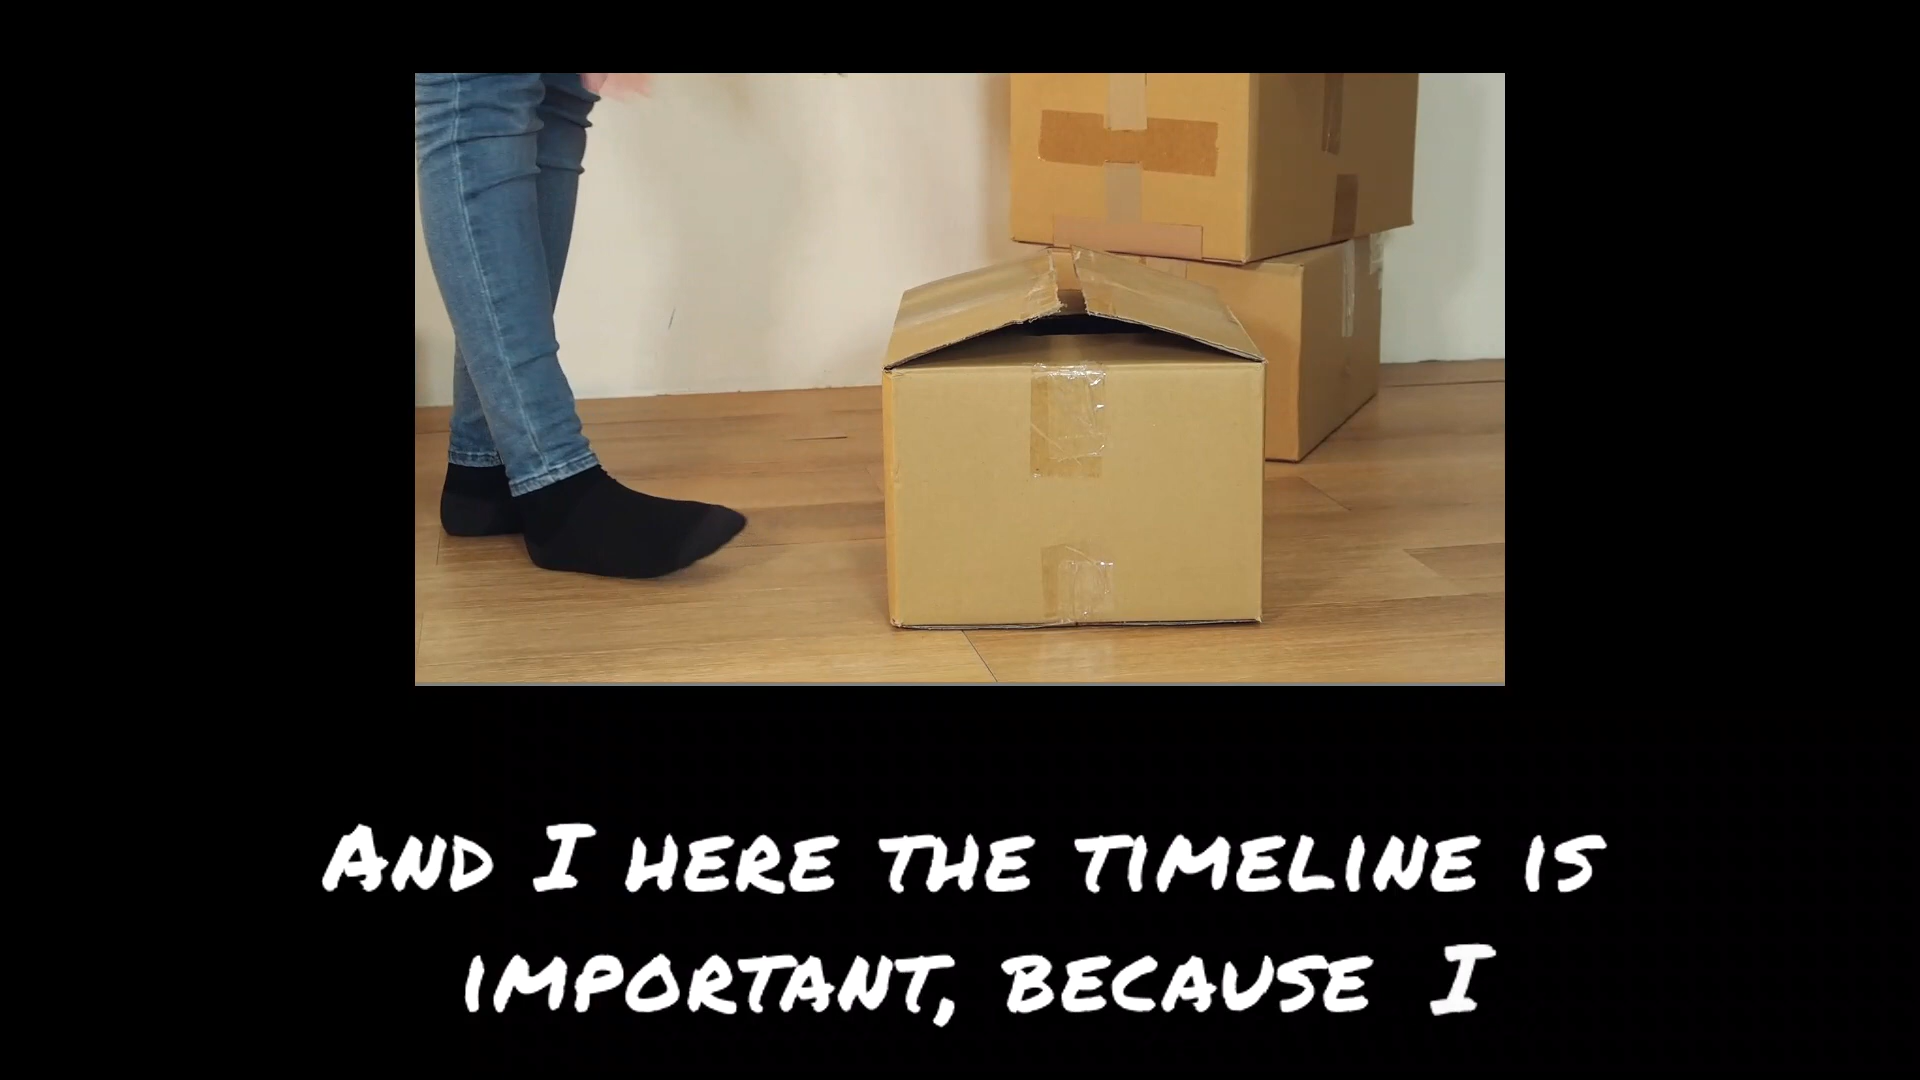 And I here the timeline is
important, because I